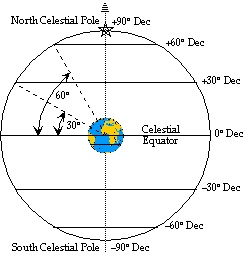 North Celestial Pole
+90° Dec
+60° Dec
+30° Dec
60°
30°
Celestial
Equator
0° Dec
−30° Dec
−60° Dec
South Celestial Pole
−90° Dec